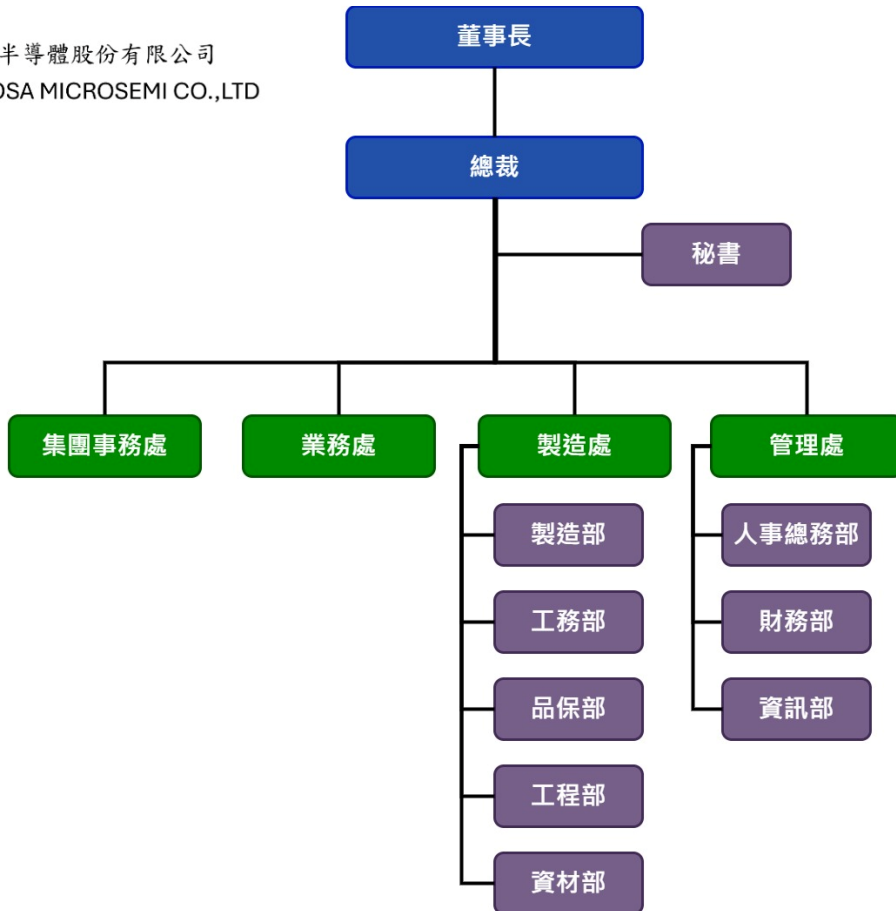 董事長
半導體股份有限公司
OSA MICROSEMI CO.,LTD
總裁
秘書
集團事務處
業務處
製造處
管理處
製造部
人事總務部
工務部
財務部
品保部
資訊部
工程部
資材部